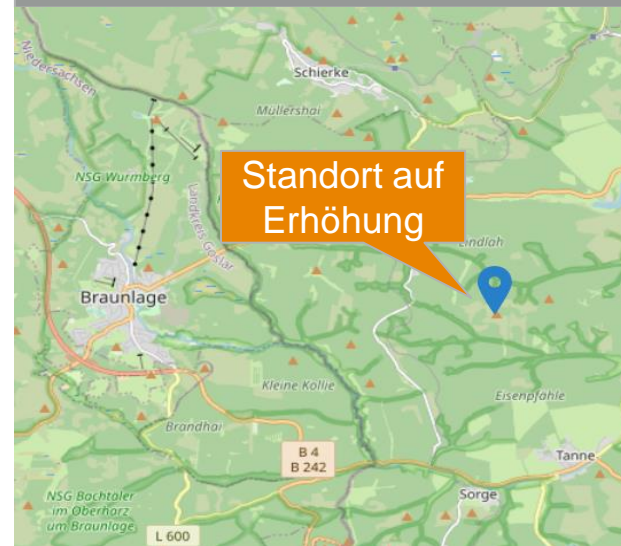 Niedersachsen
Schierke
Müllershai
NSG Wurmberg
Landkreis Goslar
Standort auf
Erhöhung
Lindlah
Braunlage
Kleine Kollie
Eisenpfähle
Brandhai
B 4
B 242
Tanne
Sorge
NSG Bachtäler
im Oberharz
um Braunlage
L 600